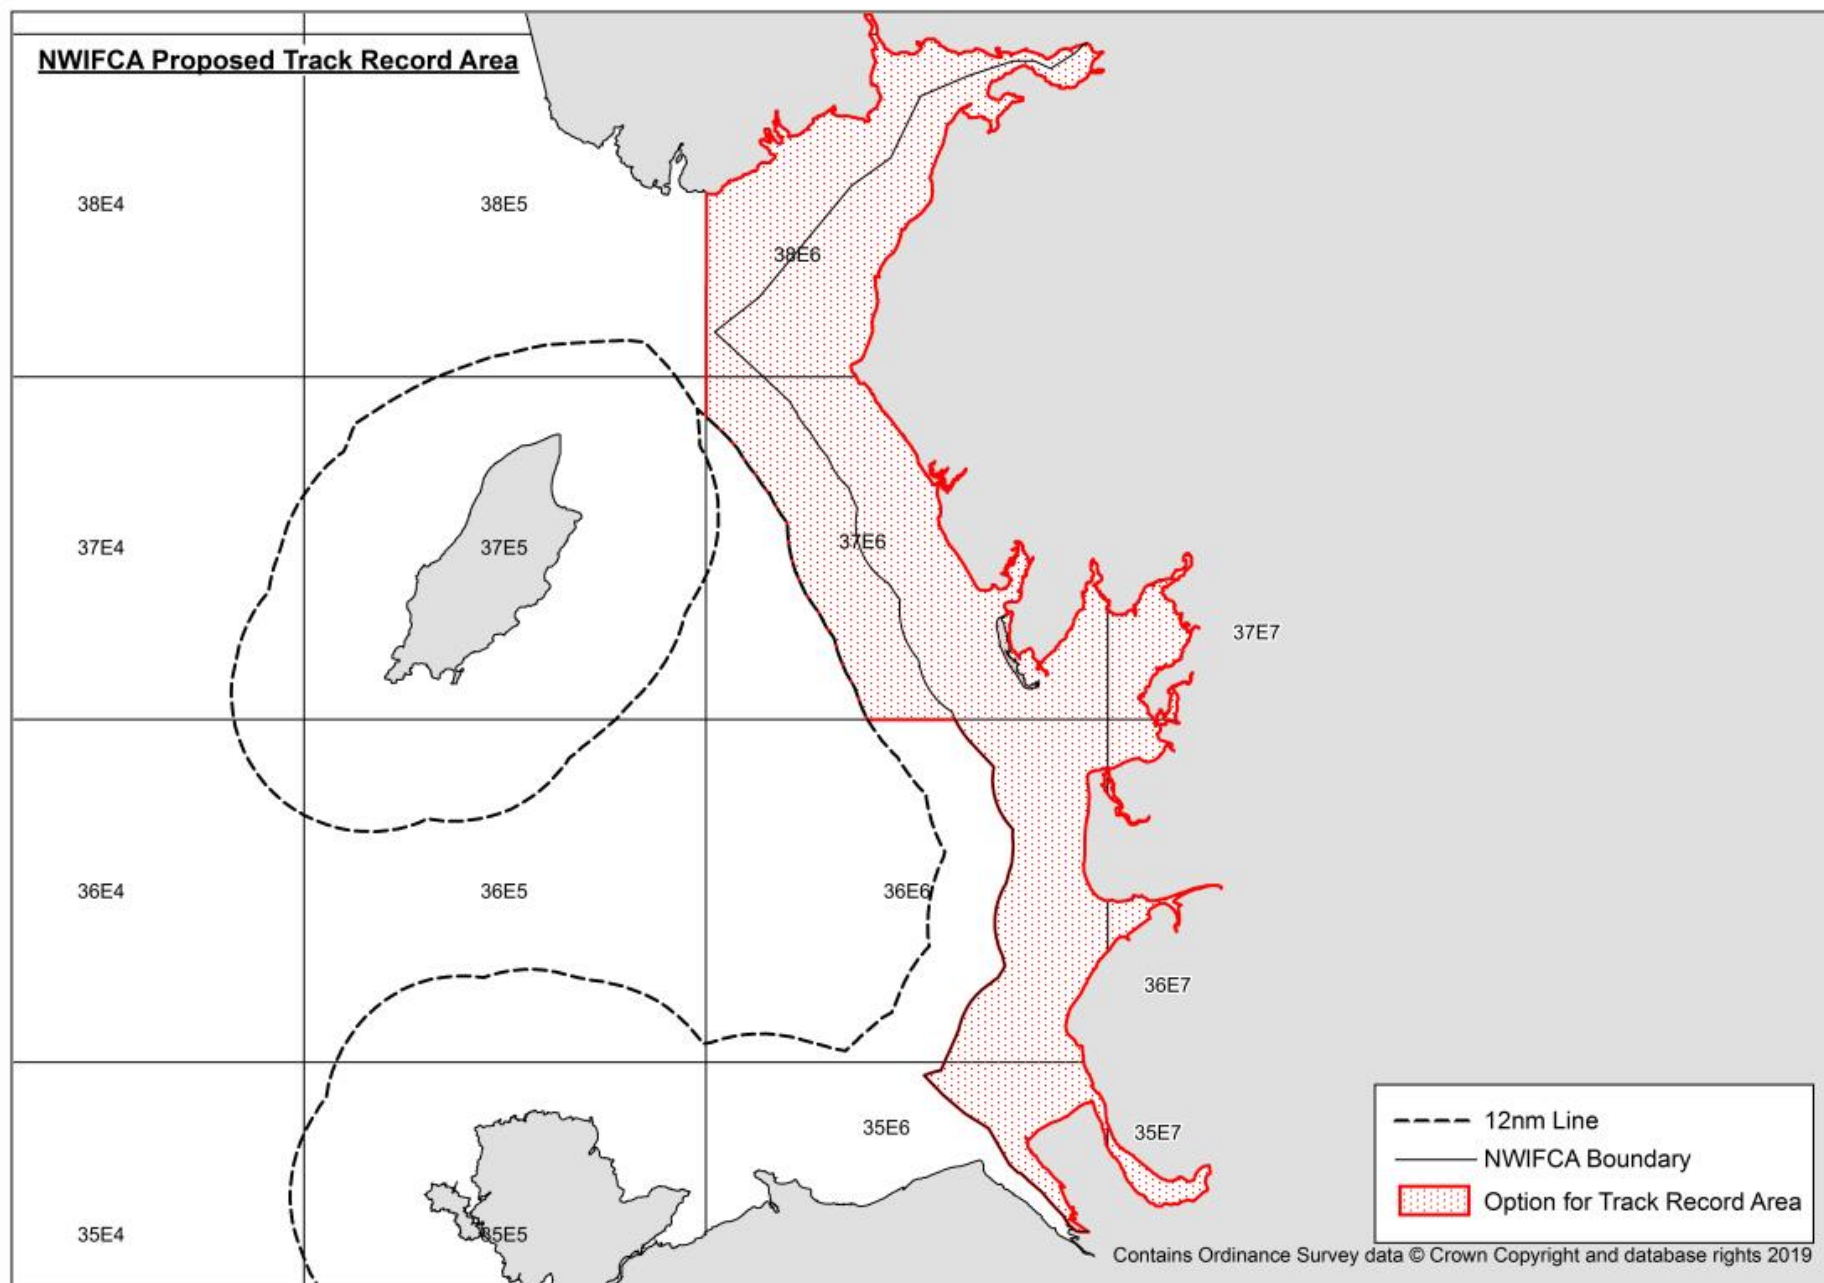 NWIFCA Proposed Track Record Area
38E4
38E5
38E6
37E4
37E5
37E6
37E7
36E4
36E5
36E6
36E7
35E6
35E7
35E4
35E5
12nm Line
NWIFCA Boundary
Option for Track Record Area
Contains Ordinance Survey data © Crown Copyright and database rights 2019